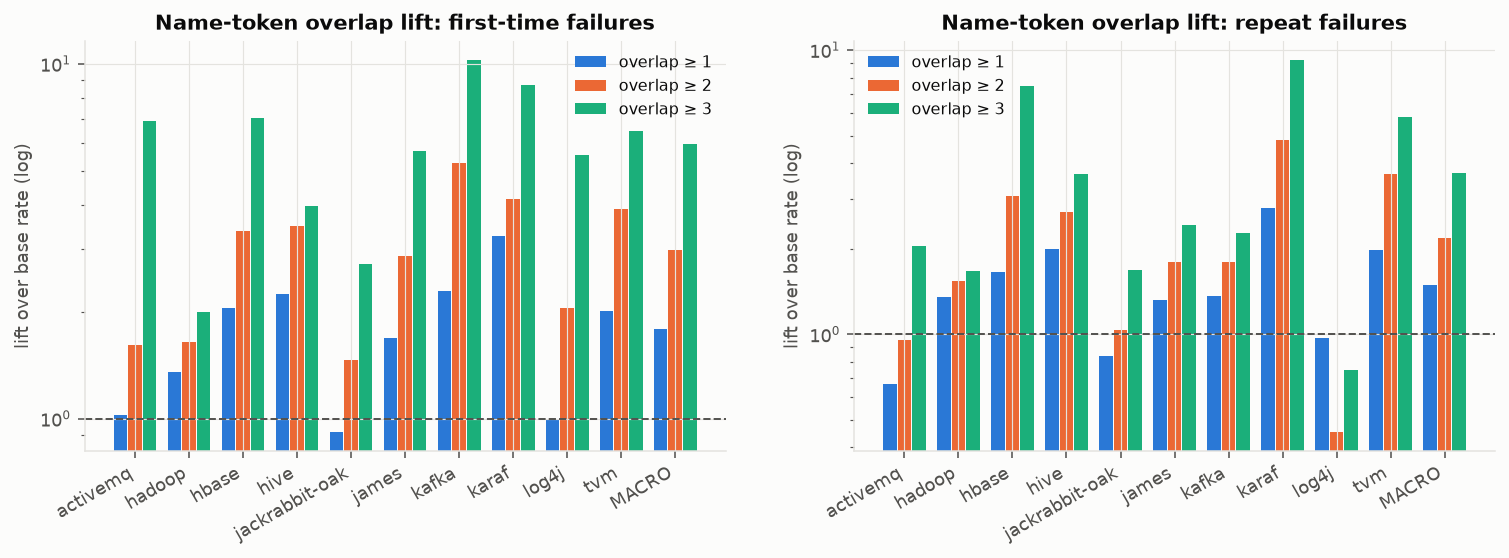 Name-token overlap lift: first-time failures
lift over base rate (log)
10¹
10⁰
overlap ≥ 1
overlap ≥ 2
overlap ≥ 3
activemq
hadoop
hbase
hive
jackrabbit-oak
james
kafka
karaf
log4j
tvm
MACRO
Name-token overlap lift: repeat failures
lift over base rate (log)
10¹
10⁰
overlap ≥ 1
overlap ≥ 2
overlap ≥ 3
activemq
hadoop
hbase
hive
jackrabbit-oak
james
kafka
karaf
log4j
tvm
MACRO